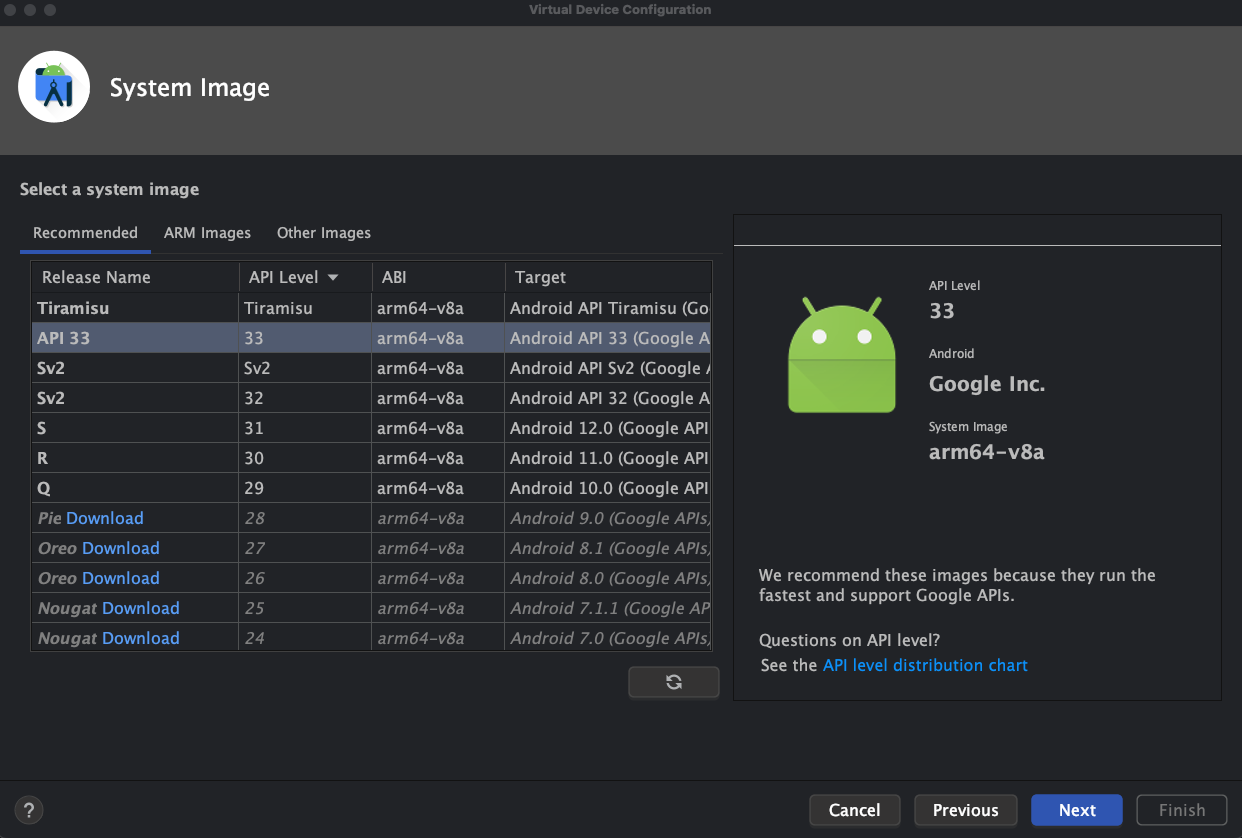 Virtual Device Configuration
System Image
Select a system image
Recommended ARM Images Other Images
Release Name API Level ABI Target
Tiramisu Tiramisu arm64-v8a Android API Tiramisu (Go
API 33 33 arm64-v8a Android API 33 (Google A
Sv2 Sv2 arm64-v8a Android API Sv2 (Google A
Sv2 32 arm64-v8a Android API 32 (Google A
S 31 arm64-v8a Android 12.0 (Google API
R 30 arm64-v8a Android 11.0 (Google API
Q 29 arm64-v8a Android 10.0 (Google API
Pie Download 28 arm64-v8a Android 9.0 (Google APIs)
Oreo Download 27 arm64-v8a Android 8.1 (Google APIs)
Oreo Download 26 arm64-v8a Android 8.0 (Google APIs)
Nougat Download 25 arm64-v8a Android 7.1.1 (Google AP
Nougat Download 24 arm64-v8a Android 7.0 (Google APIs)
API Level
33
Android
Google Inc.
System Image
arm64-v8a
We recommend these images because they run the
fastest and support Google APIs.
Questions on API level?
See the API level distribution chart
? Cancel Previous Next Finish